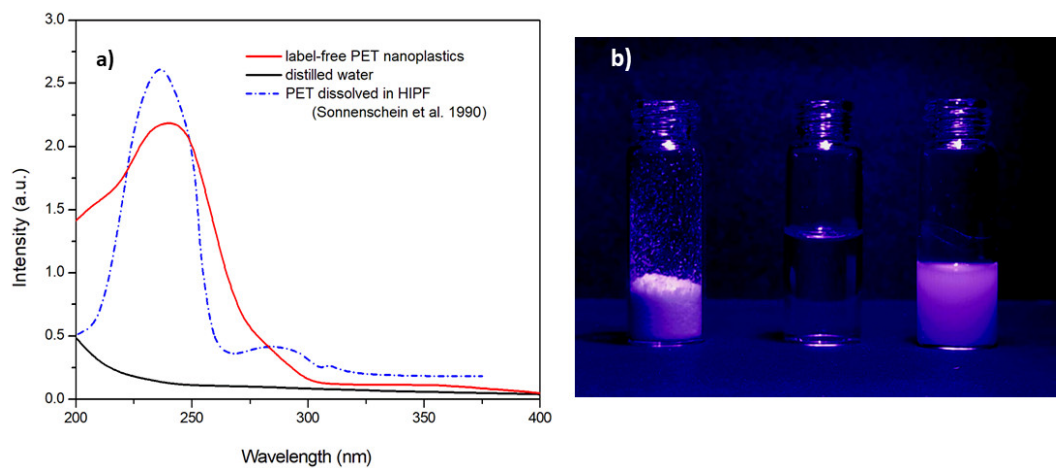 3.0
a)
label-free PET nanoplastics
distilled water
PET dissolved in HIPF
(Sonnenschein et al. 1990)
2.5
2.0
1.5
1.0
0.5
0.0
Intensity (a.u.)
200
250
300
350
400
Wavelength (nm)
b)